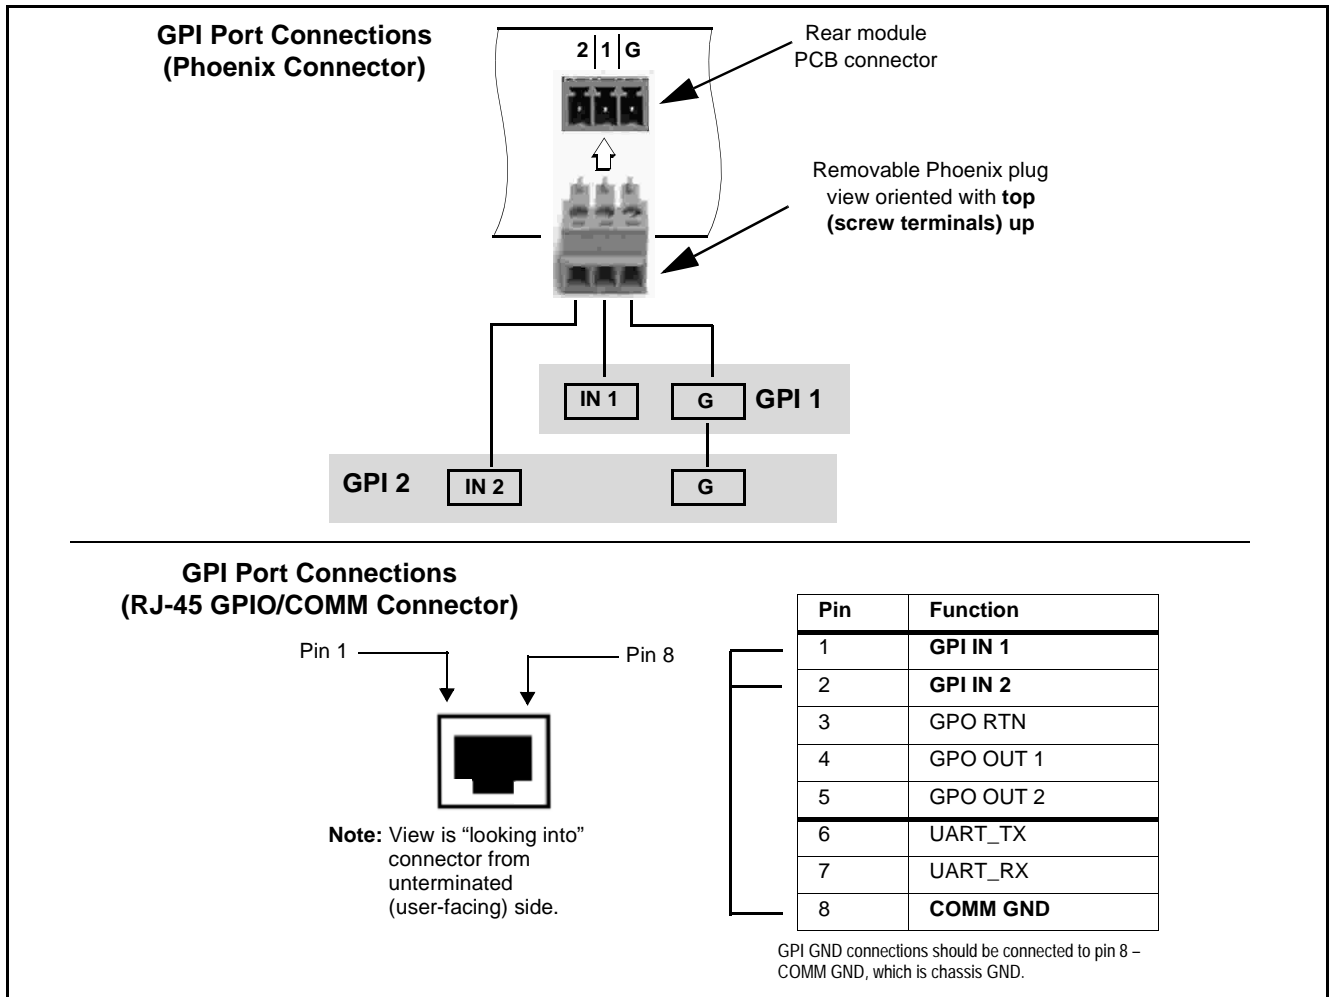 GPI Port Connections
(Phoenix Connector)
2 1 G
Rear module
PCB connector
Removable Phoenix plug
view oriented with top
(screw terminals) up
IN 1
G
GPI 1
GPI 2
IN 2
G
GPI Port Connections
(RJ-45 GPIO/COMM Connector)
Pin 1
Pin 8
Note: View is “looking into”
connector from
unterminated
(user-facing) side.
Pin Function
1 GPI IN 1
2 GPI IN 2
3 GPO RTN
4 GPO OUT 1
5 GPO OUT 2
6 UART_TX
7 UART_RX
8 COMM GND
GPI GND connections should be connected to pin 8 –
COMM GND, which is chassis GND.